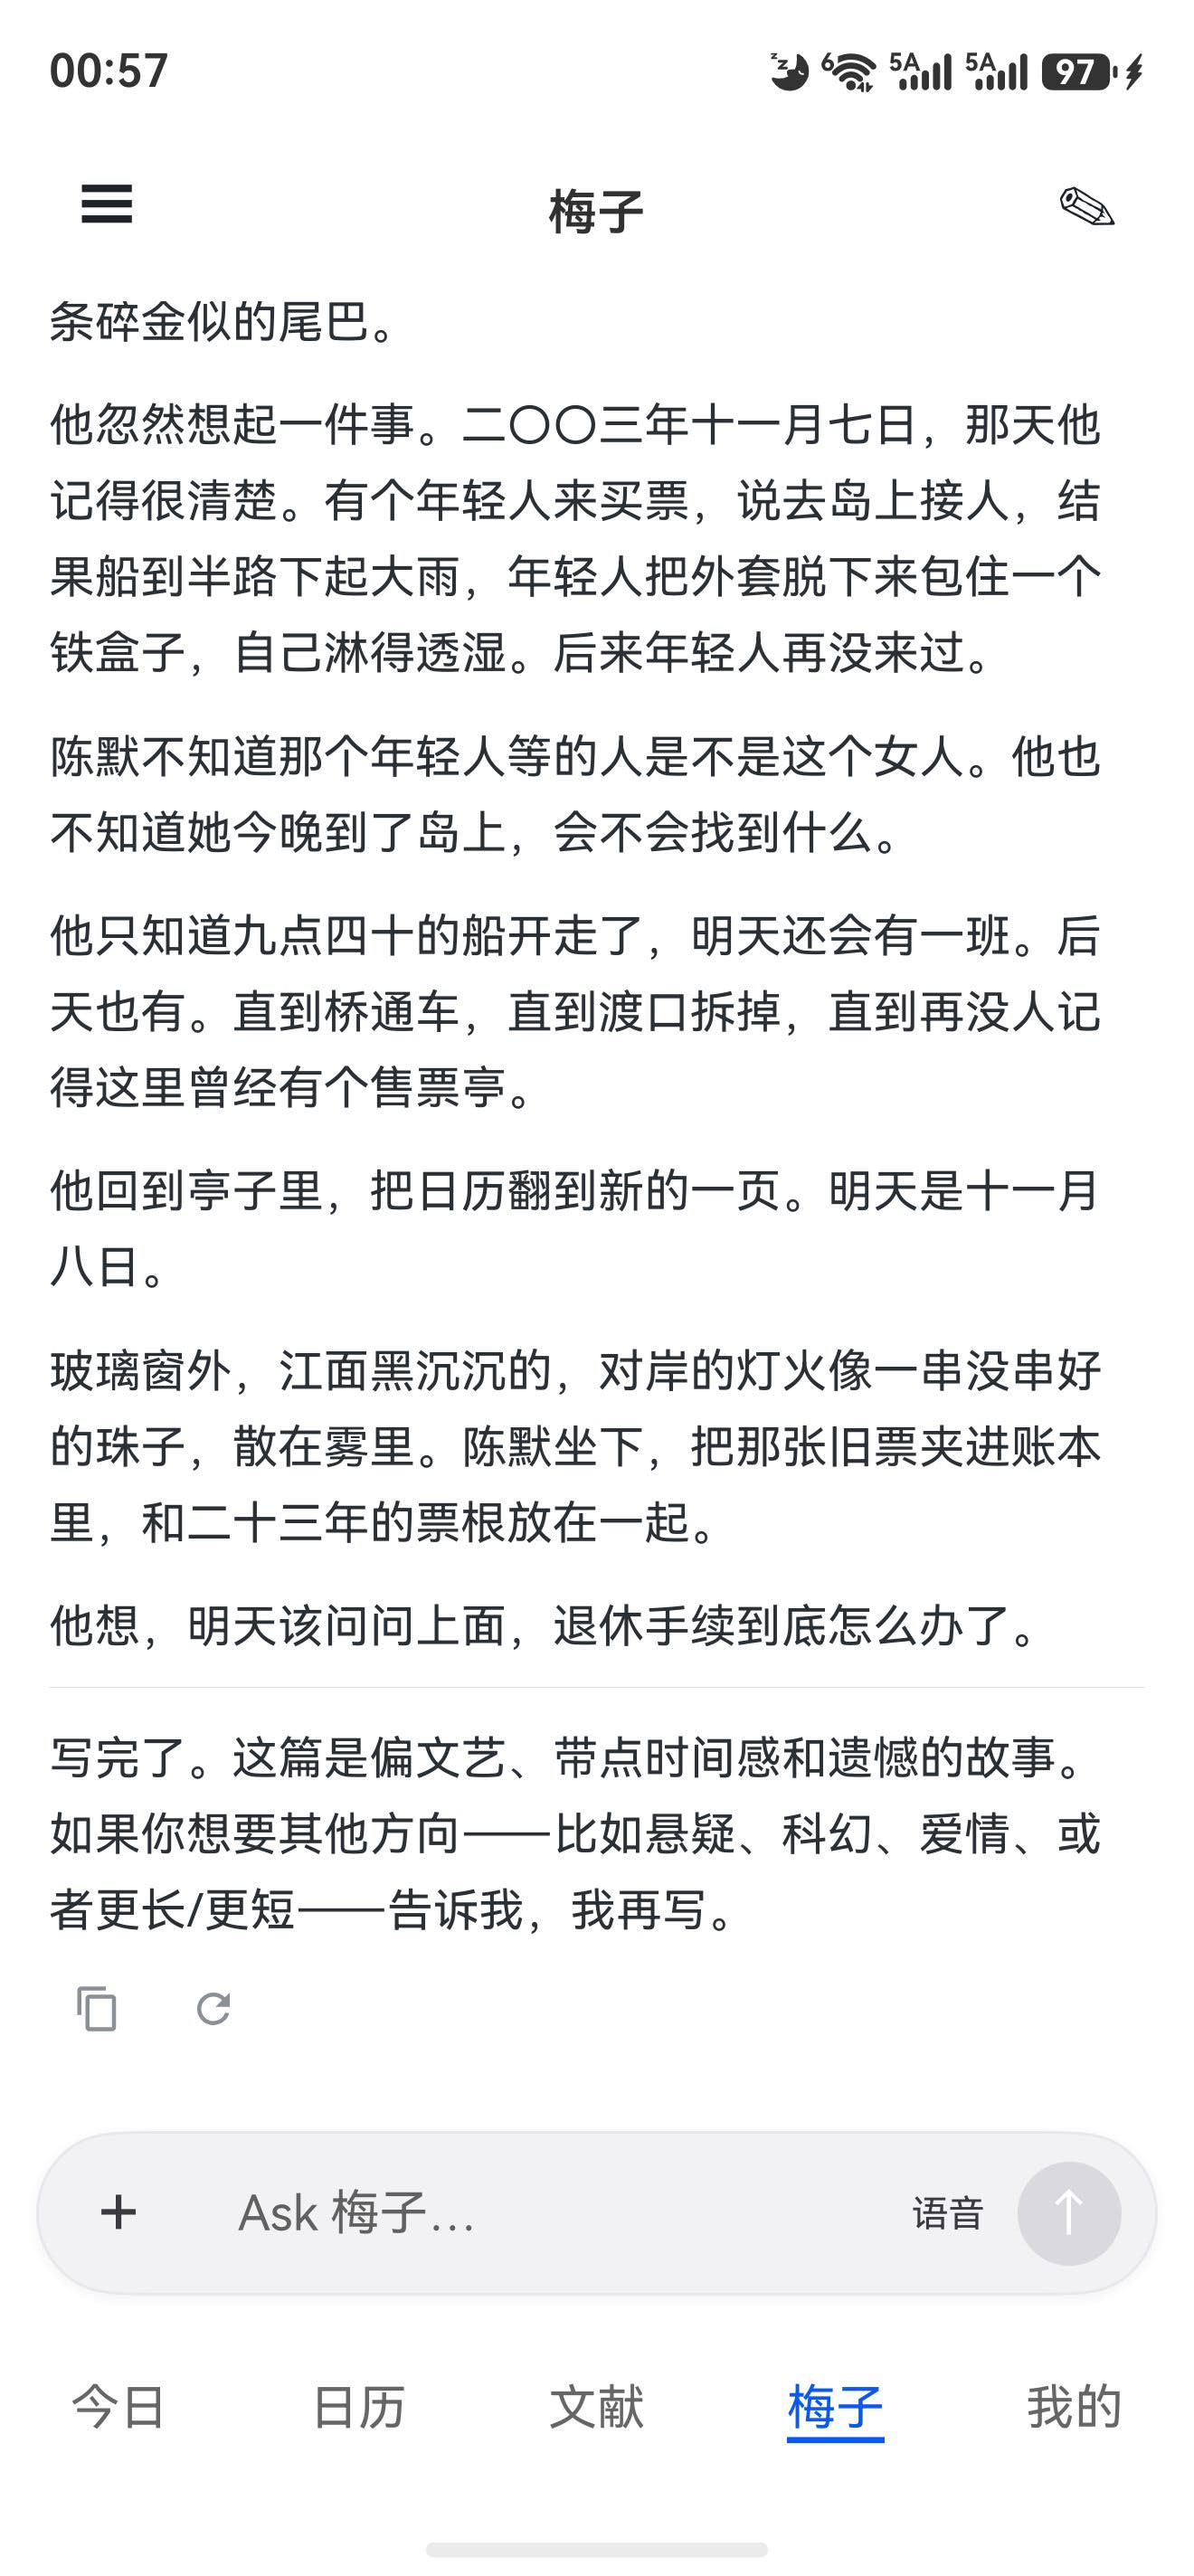 00:57
6 5A 5A 97
梅子
条碎金似的尾巴。
他忽然想起一件事。二〇〇三年十一月七日，那天他
记得很清楚。有个年轻人来买票，说去岛上接人，结
果船到半路下起大雨，年轻人把外套脱下来包住一个
铁盒子，自己淋得透湿。后来年轻人再没来过。
陈默不知道那个年轻人等的人是不是这个女人。他也
不知道她今晚到了岛上，会不会找到什么。
他只知道九点四十的船开走了，明天还会有一班。后
天也有。直到桥通车，直到渡口拆掉，直到再没人记
得这里曾经有个售票亭。
他回到亭子里，把日历翻到新的一页。明天是十一月
八日。
玻璃窗外，江面黑沉沉的，对岸的灯火像一串没串好
的珠子，散在雾里。陈默坐下，把那张旧票夹进账本
里，和二十三年的票根放在一起。
他想，明天该问问上面，退休手续到底怎么办了。
写完了。这篇是偏文艺、带点时间感和遗憾的故事。
如果你想要其他方向——比如悬疑、科幻、爱情、或
者更长/更短——告诉我，我再写。
Ask 梅子... 语音
今日 日历 文献 梅子 我的